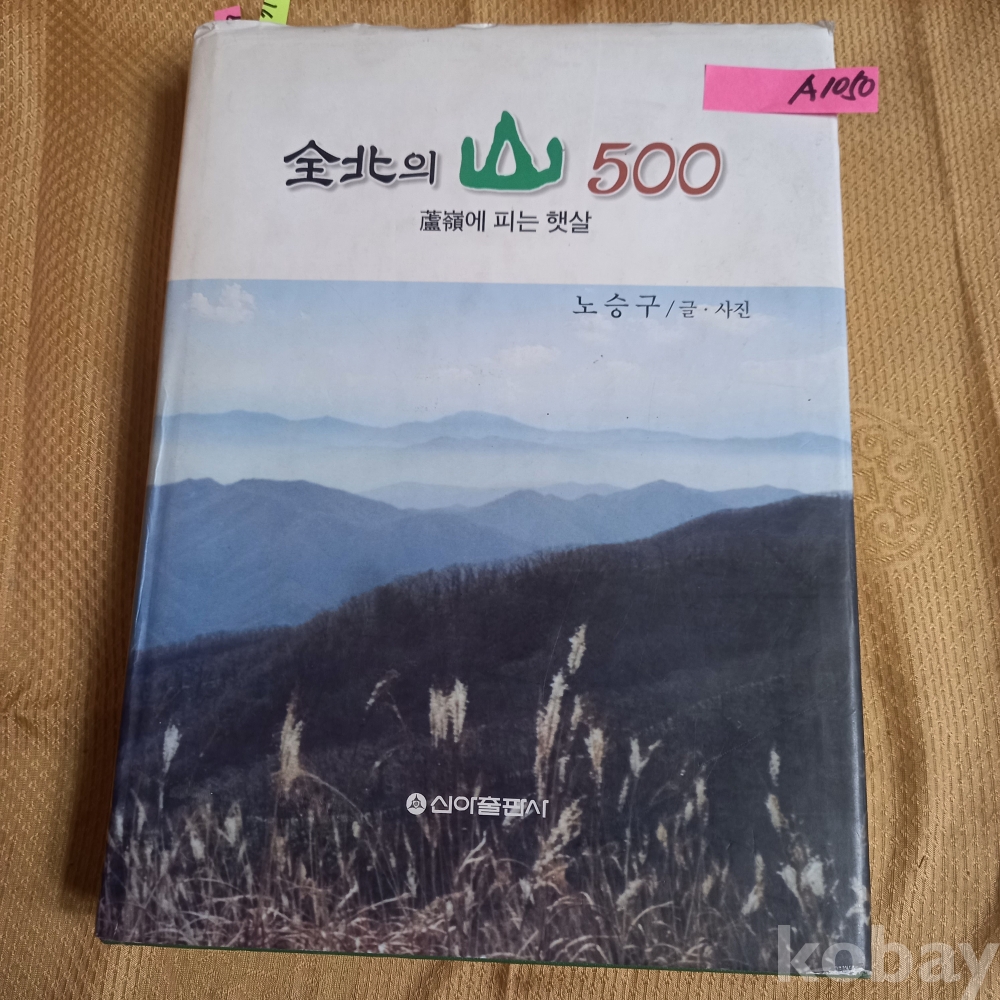 A1050
全北의 山 500
蘆嶺에 피는 햇살
노승구 / 글 · 사진
신아출판사
kobay